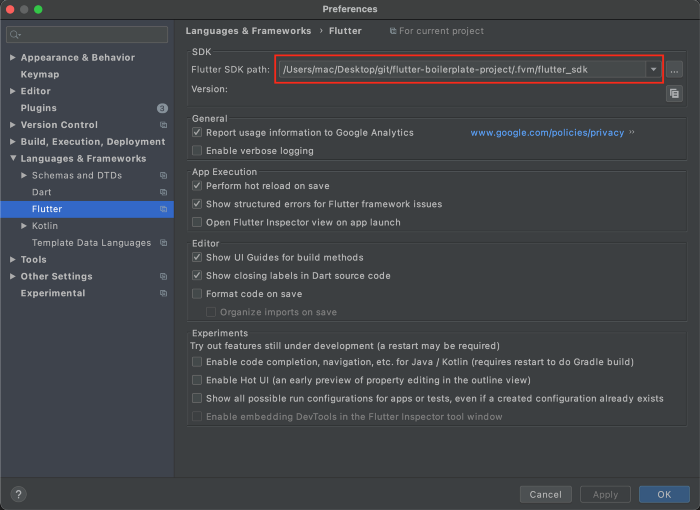 Preferences
Appearance & Behavior
Keymap
Editor
Plugins 3
Version Control
Build, Execution, Deployment
Languages & Frameworks
Schemas and DTDs
Dart
Flutter
Kotlin
Template Data Languages
Tools
Other Settings
Experimental
Languages & Frameworks › Flutter For current project
SDK
Flutter SDK path: /Users/mac/Desktop/git/flutter-boilerplate-project/.fvm/flutter_sdk ...
Version:
General
Report usage information to Google Analytics www.google.com/policies/privacy ››
Enable verbose logging
App Execution
Perform hot reload on save
Show structured errors for Flutter framework issues
Open Flutter Inspector view on app launch
Editor
Show UI Guides for build methods
Show closing labels in Dart source code
Format code on save
Organize imports on save
Experiments
Try out features still under development (a restart may be required)
Enable code completion, navigation, etc. for Java / Kotlin (requires restart to do Gradle build)
Enable Hot UI (an early preview of property editing in the outline view)
Show all possible run configurations for apps or tests, even if a created configuration already exists
Enable embedding DevTools in the Flutter Inspector tool window
? Cancel Apply OK